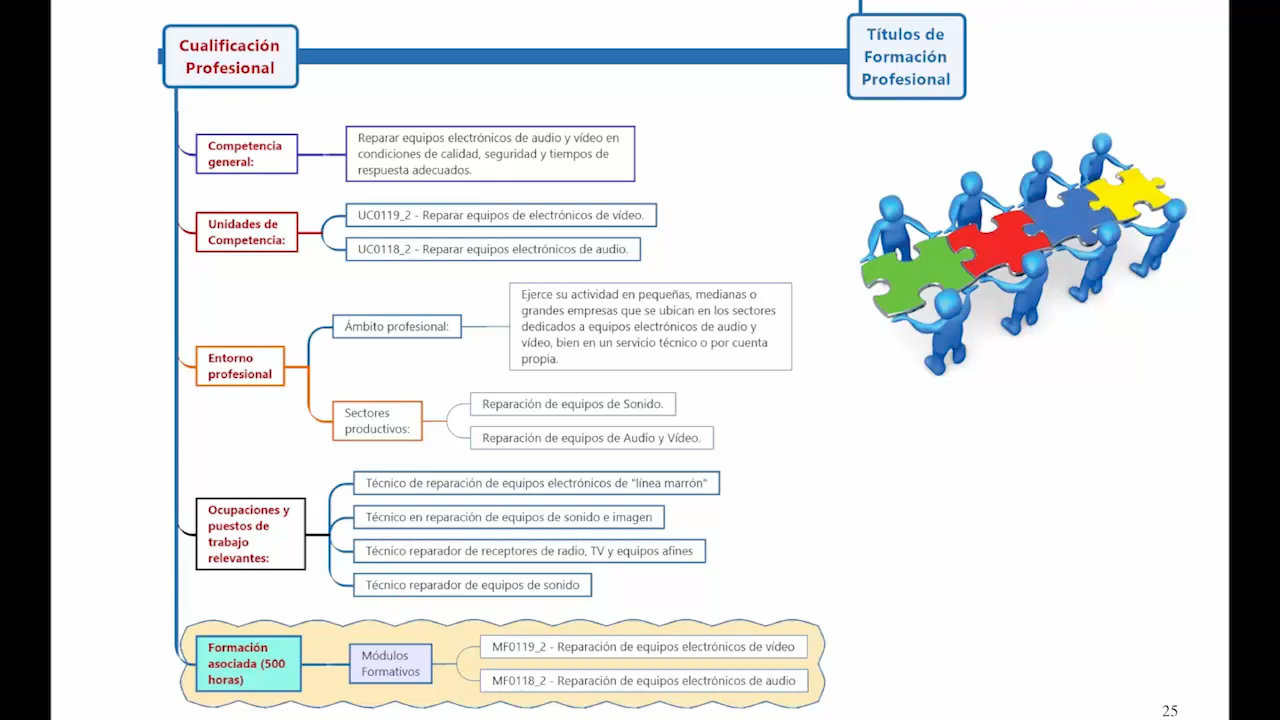 Cualificación
Profesional
Títulos de
Formación
Profesional
Competencia
general:
Reparar equipos electrónicos de audio y vídeo en
condiciones de calidad, seguridad y tiempos de
respuesta adecuados.
Unidades de
Competencia:
UC0119_2 - Reparar equipos de electrónicos de vídeo.
UC0118_2 - Reparar equipos electrónicos de audio.
Entorno
profesional
Ámbito profesional:
Ejerce su actividad en pequeñas, medianas o
grandes empresas que se ubican en los sectores
dedicados a equipos electrónicos de audio y
vídeo, bien en un servicio técnico o por cuenta
propia.
Sectores
productivos:
Reparación de equipos de Sonido.
Reparación de equipos de Audio y Vídeo.
Ocupaciones y
puestos de
trabajo
relevantes:
Técnico de reparación de equipos electrónicos de "línea marrón"
Técnico en reparación de equipos de sonido e imagen
Técnico reparador de receptores de radio, TV y equipos afines
Técnico reparador de equipos de sonido
Formación
asociada (500
horas)
Módulos
Formativos
MF0119_2 - Reparación de equipos electrónicos de vídeo
MF0118_2 - Reparación de equipos electrónicos de audio
25